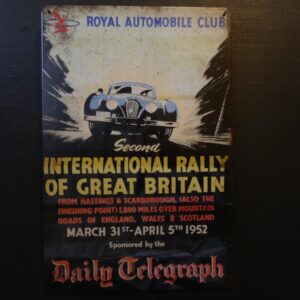 ROYAL AUTOMOBILE CLUB
Second
INTERNATIONAL RALLY
OF GREAT BRITAIN
FROM HASTINGS & SCARBOROUGH, (ALSO THE
FINISHING POINT) 1,800 MILES OVER MOUNTAIN
ROADS OF ENGLAND, WALES & SCOTLAND
MARCH 31ST - APRIL 5TH 1952
Sponsored by the
Daily Telegraph